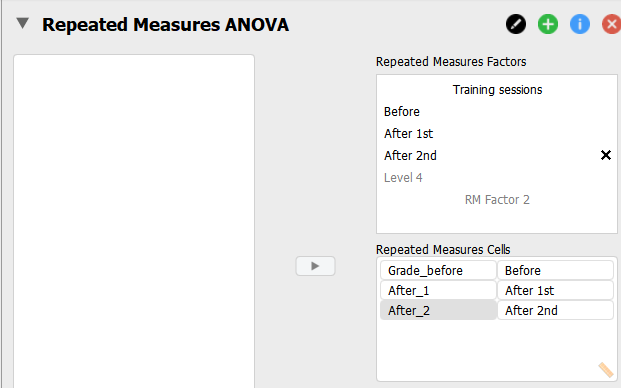 Repeated Measures ANOVA
Repeated Measures Factors
Training sessions
Before
After 1st
After 2nd
Level 4
RM Factor 2
Repeated Measures Cells
Grade_before Before
After_1 After 1st
After_2 After 2nd